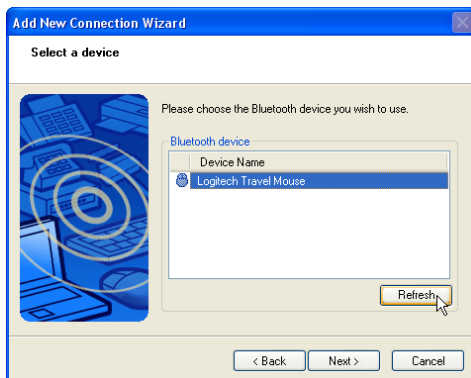 Add New Connection Wizard
Select a device
Please choose the Bluetooth device you wish to use.
Bluetooth device
Device Name
Logitech Travel Mouse
Refresh
< Back
Next >
Cancel